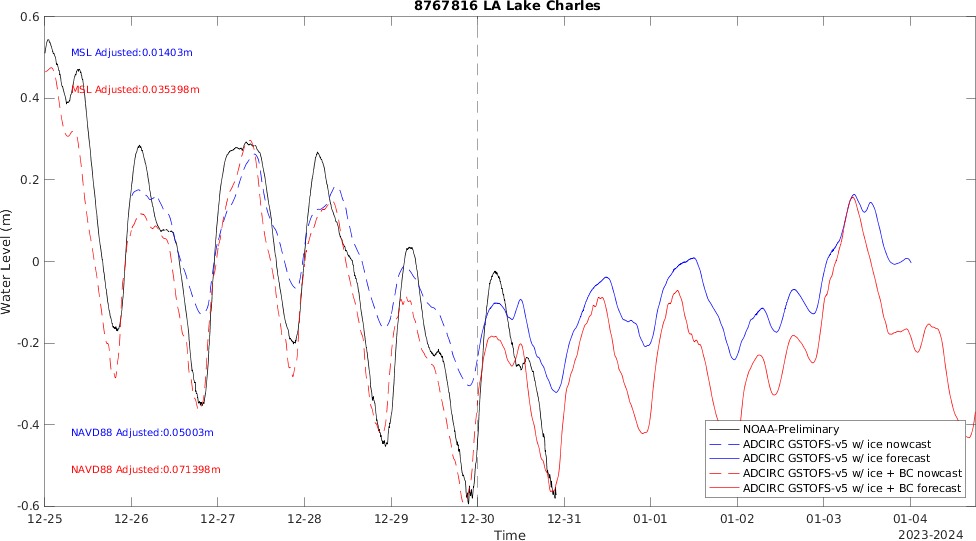 8767816 LA Lake Charles
0.6
MSL Adjusted:0.01403m
MSL Adjusted:0.035398m
0.4
0.2
0
-0.2
-0.4
-0.6
Water Level (m)
NAVD88 Adjusted:0.05003m
NAVD88 Adjusted:0.071398m
NOAA-Preliminary
ADCIRC GSTOFS-v5 w/ ice nowcast
ADCIRC GSTOFS-v5 w/ ice forecast
ADCIRC GSTOFS-v5 w/ ice + BC nowcast
ADCIRC GSTOFS-v5 w/ ice + BC forecast
12-25 12-26 12-27 12-28 12-29 12-30 12-31 01-01 01-02 01-03 01-04
Time
2023-2024